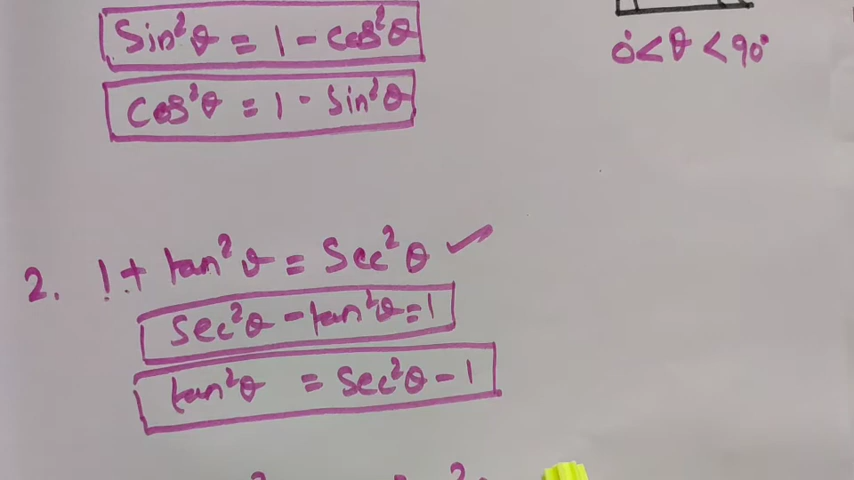 Sin²θ = 1 - cos²θ
0° < θ < 90°
cos²θ = 1 - sin²θ
2. 1 + tan²θ = Sec²θ ✓
Sec²θ - tan²θ = 1
tan²θ = Sec²θ - 1